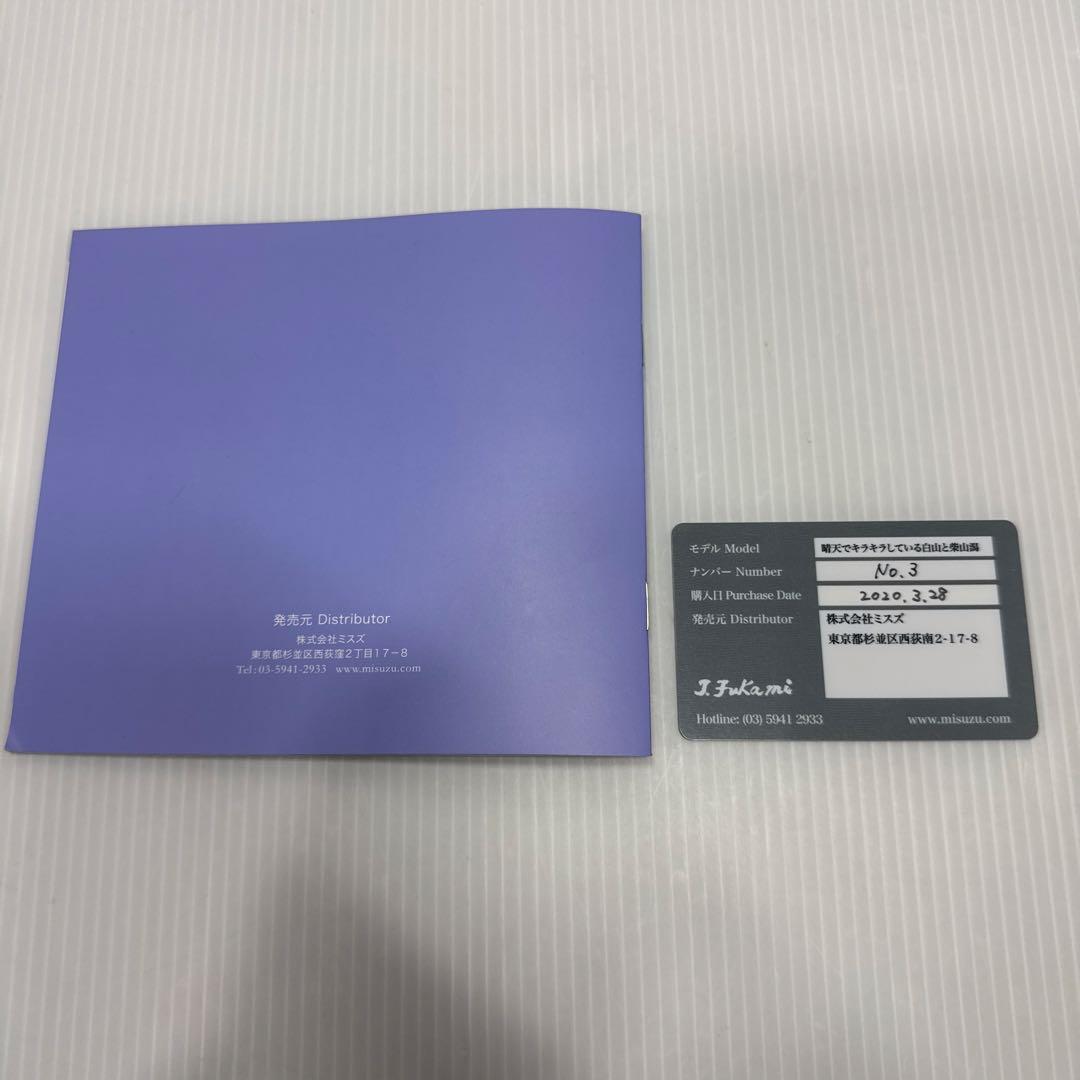 発売元 Distributor
株式会社ミスズ
東京都杉並区西荻窪2丁目17-8
Tel:03-5941-2933 www.misuzu.com
モデル Model 晴天でキラキラしている白山と柴山潟
ナンバー Number No.3
購入日 Purchase Date 2020.3.28
発売元 Distributor 株式会社ミスズ
東京都杉並区西荻南2-17-8
J.Fukami
Hotline: (03) 5941 2933 www.misuzu.com